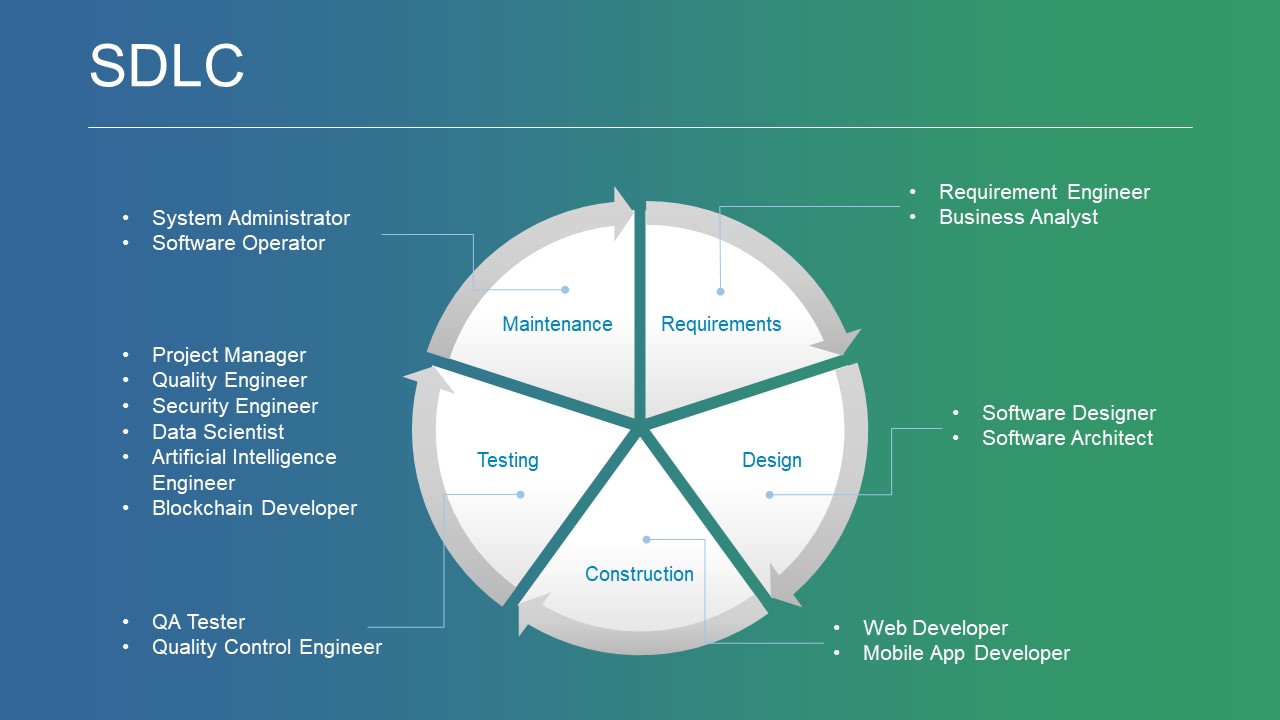 SDLC
• System Administrator
• Software Operator
• Requirement Engineer
• Business Analyst
Maintenance
Requirements
• Project Manager
• Quality Engineer
• Security Engineer
• Data Scientist
• Artificial Intelligence
Engineer
• Blockchain Developer
• Software Designer
• Software Architect
Testing
Design
Construction
• QA Tester
• Quality Control Engineer
• Web Developer
• Mobile App Developer